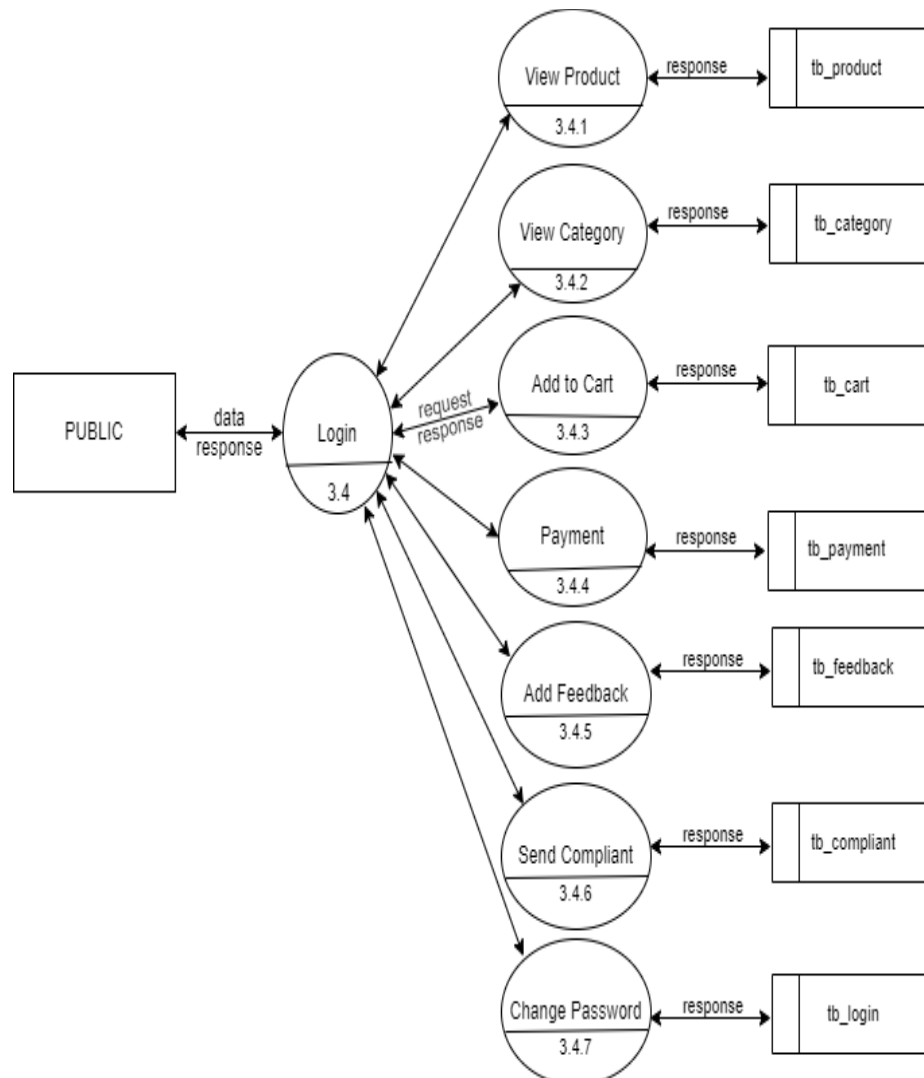 View Product
3.4.1
response
tb_product
View Category
3.4.2
response
tb_category
PUBLIC
data
response
Login
3.4
request
response
Add to Cart
3.4.3
response
tb_cart
Payment
3.4.4
response
tb_payment
Add Feedback
3.4.5
response
tb_feedback
Send Compliant
3.4.6
response
tb_compliant
Change Password
3.4.7
response
tb_login